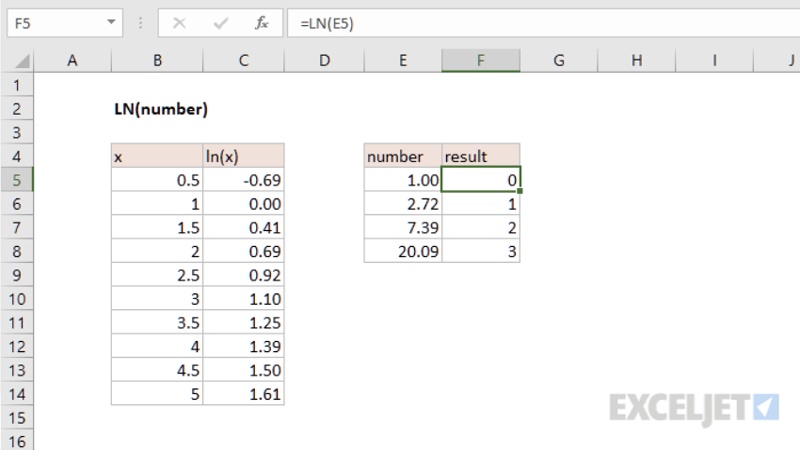 F5 fx =LN(E5)
A B C D E F G H I J
1
2 LN(number)
3
4 x ln(x) number result
5 0.5 -0.69 1.00 0
6 1 0.00 2.72 1
7 1.5 0.41 7.39 2
8 2 0.69 20.09 3
9 2.5 0.92
10 3 1.10
11 3.5 1.25
12 4 1.39
13 4.5 1.50
14 5 1.61
15
16
EXCELJET